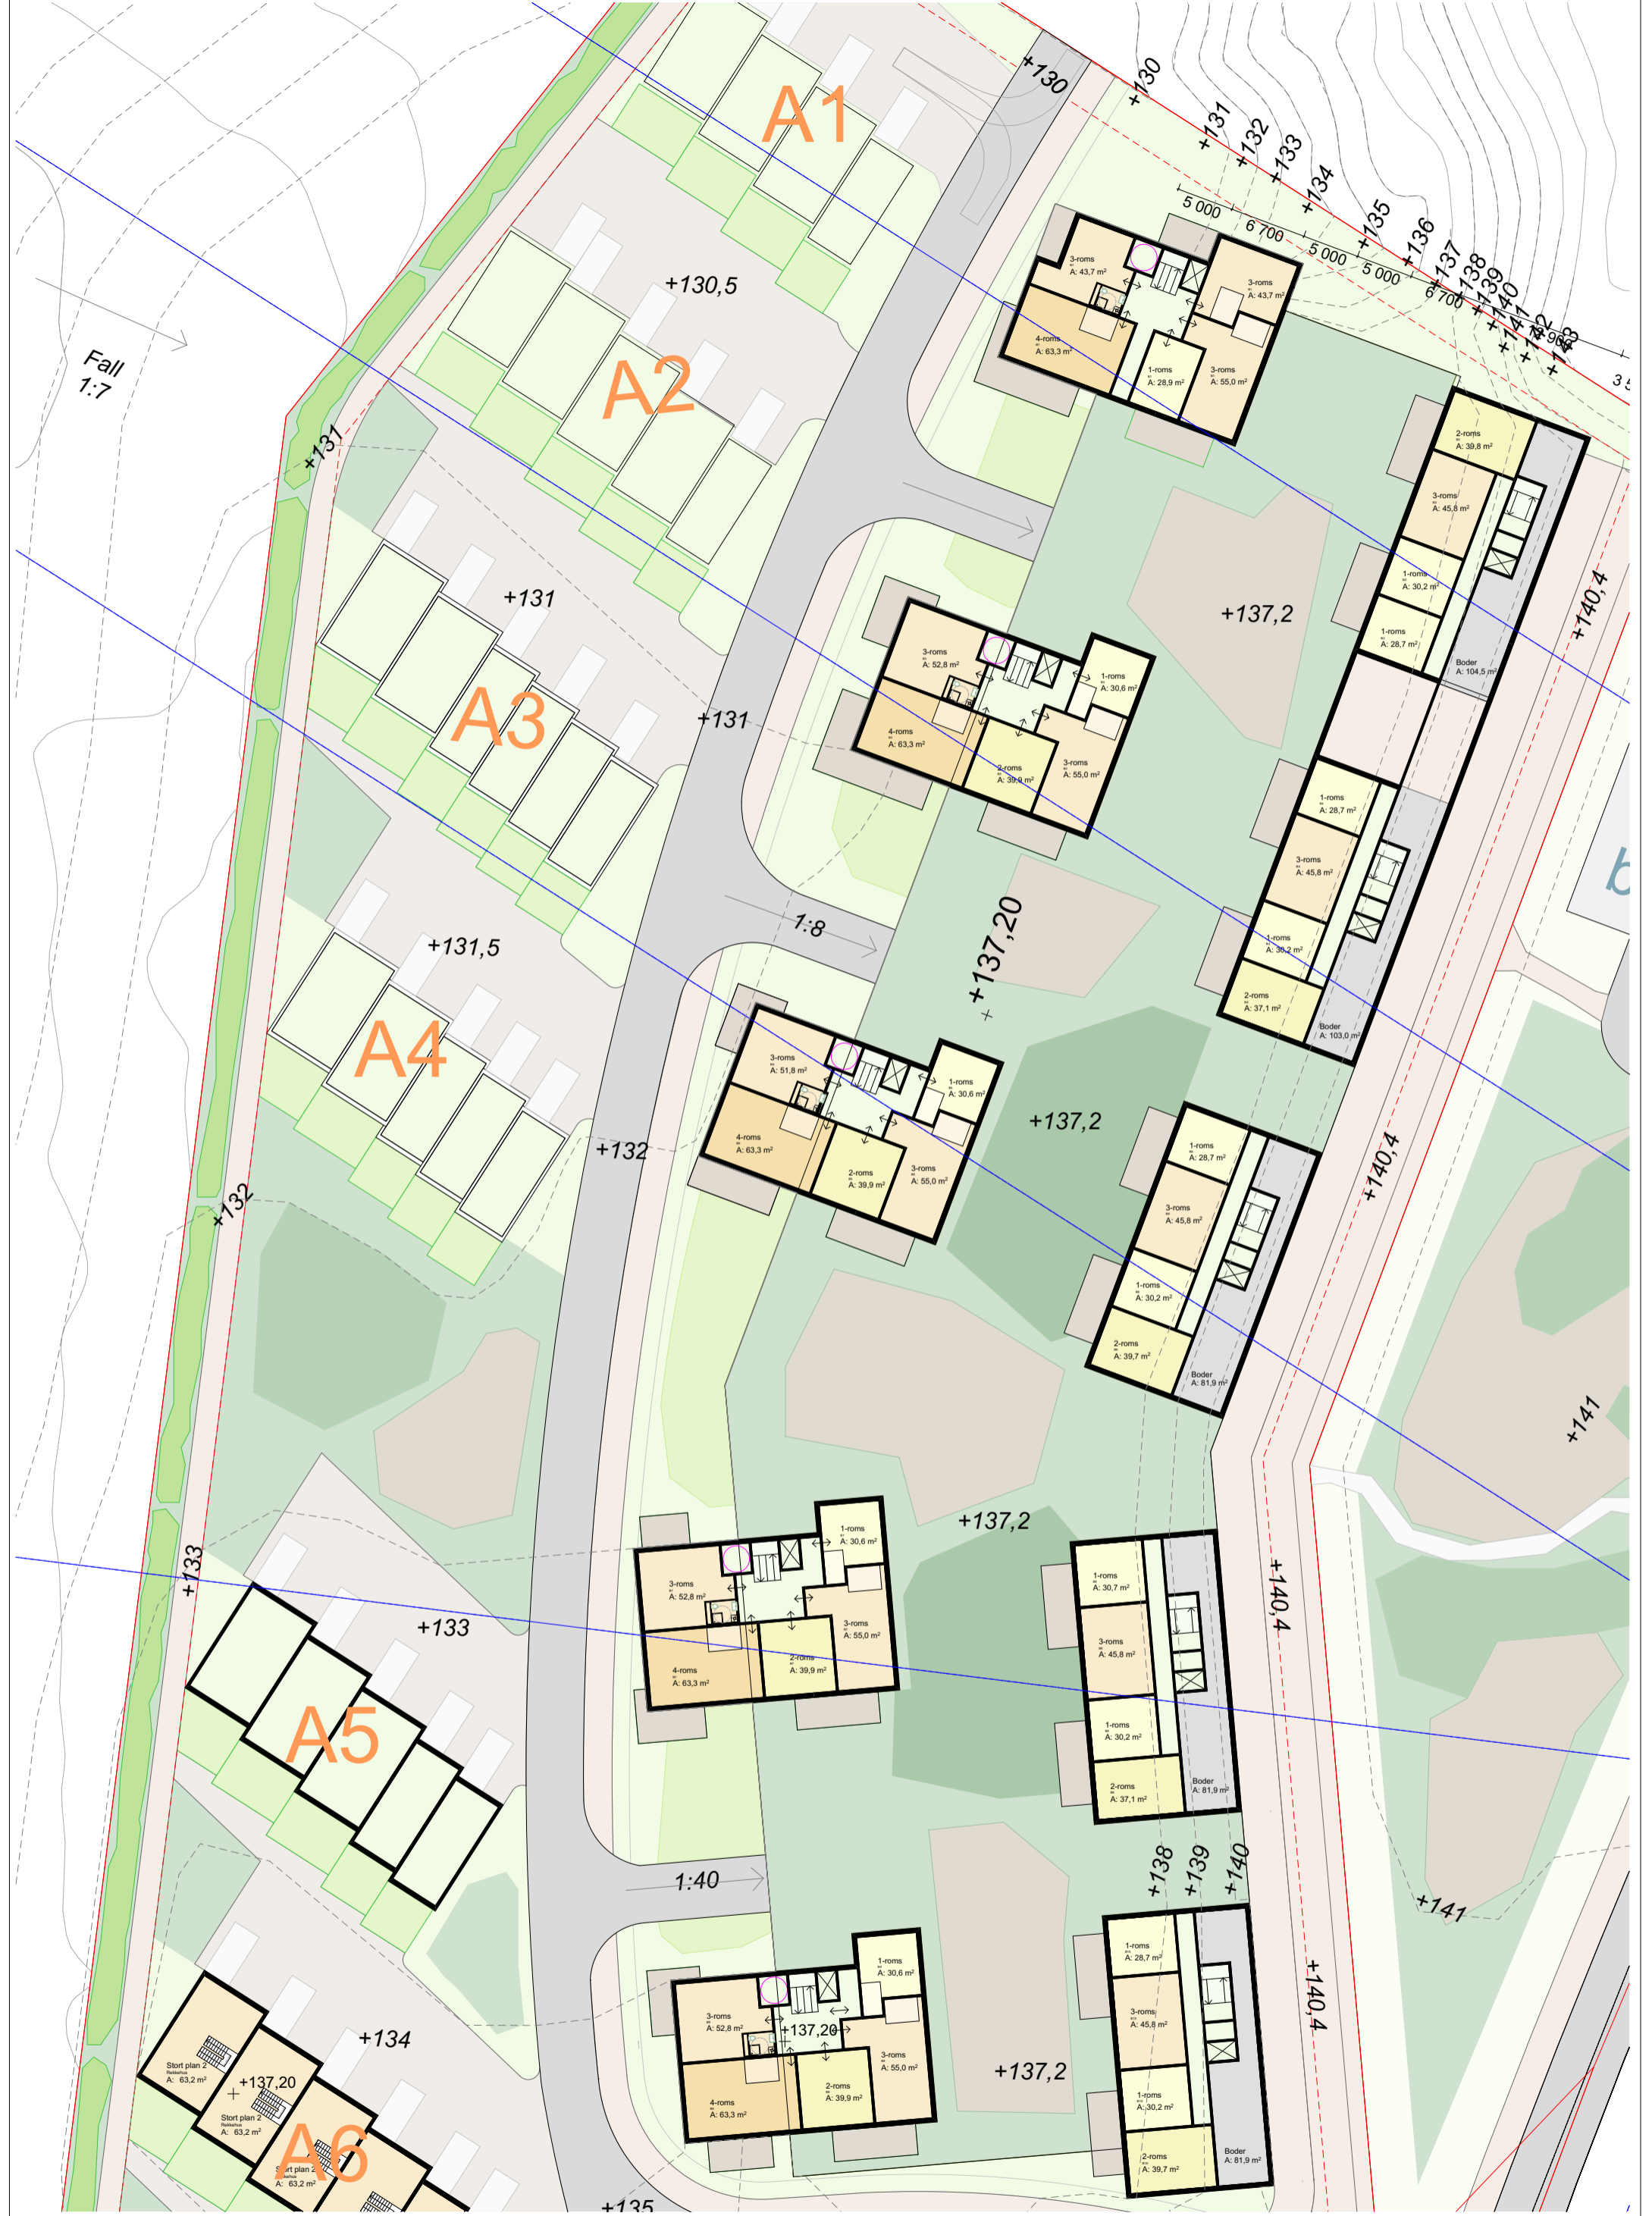 A1
+130
+130
+131
+132
+133
+134
+135
+136
+137
+138
+139
+140
+141
+142
+143
5 000
6 700
5 000
5 000
6 700
+130,5
Fall
1:7
A2
+131
3-roms
A: 43,7 m²
3-roms
A: 43,7 m²
4-roms
A: 63,3 m²
1-roms
A: 28,9 m²
3-roms
A: 55,0 m²
2-roms
A: 39,8 m²
3-roms
A: 45,8 m²
1-roms
A: 30,2 m²
1-roms
A: 28,7 m²
Boder
A: 104,5 m²
+140,4
+137,2
+131
A3
+131
3-roms
A: 52,8 m²
1-roms
A: 30,6 m²
4-roms
A: 63,3 m²
2-roms
A: 39,9 m²
3-roms
A: 55,0 m²
1-roms
A: 28,7 m²
3-roms
A: 45,8 m²
1-roms
A: 30,2 m²
2-roms
A: 37,1 m²
Boder
A: 103,0 m²
1:8
+137,20
+131,5
A4
3-roms
A: 51,8 m²
1-roms
A: 30,6 m²
4-roms
A: 63,3 m²
2-roms
A: 39,9 m²
3-roms
A: 55,0 m²
+137,2
+132
+132
1-roms
A: 28,7 m²
3-roms
A: 45,8 m²
1-roms
A: 30,2 m²
2-roms
A: 39,7 m²
Boder
A: 81,9 m²
+140,4
+141
+137,2
+133
+133
A5
3-roms
A: 52,8 m²
1-roms
A: 30,6 m²
4-roms
A: 63,3 m²
2-roms
A: 39,9 m²
3-roms
A: 55,0 m²
1-roms
A: 30,7 m²
3-roms
A: 45,8 m²
1-roms
A: 30,2 m²
2-roms
A: 37,1 m²
Boder
A: 81,9 m²
+140,4
1:40
+138
+139
+140
+141
+134
3-roms
A: 52,8 m²
+137,20
1-roms
A: 30,6 m²
4-roms
A: 63,3 m²
2-roms
A: 39,9 m²
3-roms
A: 55,0 m²
+137,2
1-roms
A: 28,7 m²
3-roms
A: 45,8 m²
1-roms
A: 30,2 m²
2-roms
A: 39,7 m²
Boder
A: 81,9 m²
+140,4
Stort plan 2
Rekkehus
A: 63,2 m²
+137,20
Stort plan 2
Rekkehus
A: 63,2 m²
A6
Stort plan 2
Rekkehus
A: 63,2 m²
+135